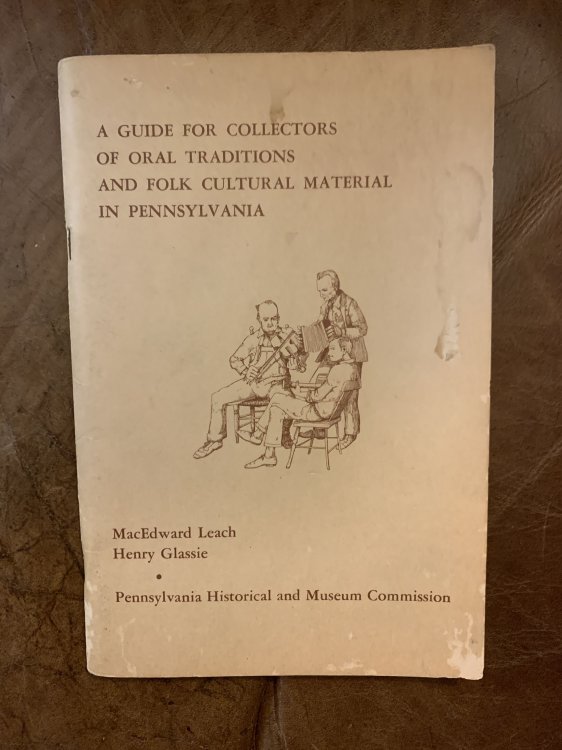 A GUIDE FOR COLLECTORS
OF ORAL TRADITIONS
AND FOLK CULTURAL MATERIAL
IN PENNSYLVANIA
MacEdward Leach
Henry Glassie
Pennsylvania Historical and Museum Commission